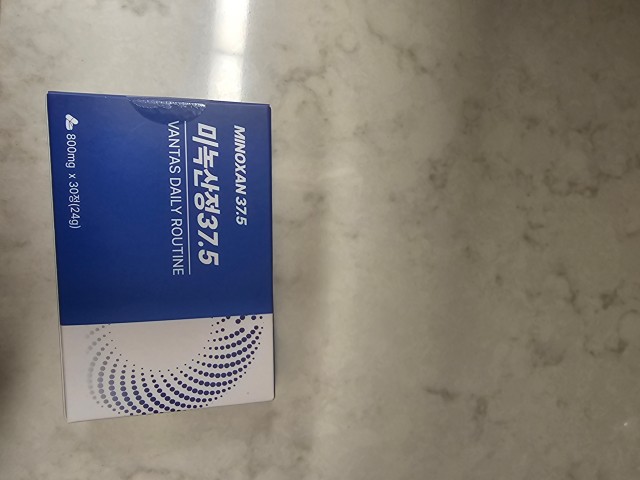 MINOXAN 37.5
미녹산정37.5
VANTAS DAILY ROUTINE
800mg x 30정(24g)